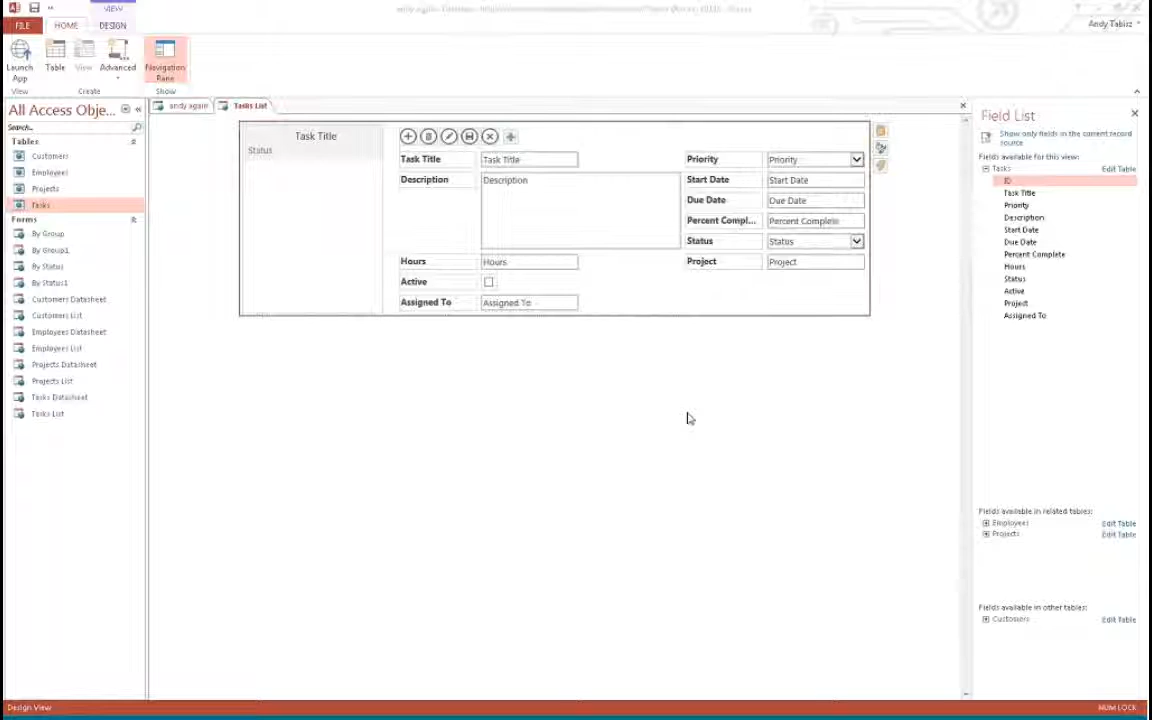 VIEW
FILE
HOME
DESIGN
Andy Tabisz
Launch App
Table
View
Advanced
Navigation Pane
View
Create
Show
All Access Obje...
Search...
Tables
Customers
Employees
Projects
Tasks
Forms
By Group
By Group1
By Status
By Status1
Customers Datasheet
Customers List
Employees Datasheet
Employees List
Projects Datasheet
Projects List
Tasks Datasheet
Tasks List
andy again
Tasks List
Task Title
Status
Task Title
Task Title
Priority
Priority
Description
Description
Start Date
Start Date
Due Date
Due Date
Percent Compl...
Percent Complete
Status
Status
Hours
Hours
Project
Project
Active
Assigned To
Assigned To
Field List
Show only fields in the current record
source
Fields available for this view:
Tasks
Edit Table
ID
Task Title
Priority
Description
Start Date
Due Date
Percent Complete
Hours
Status
Active
Project
Assigned To
Fields available in related tables:
Employees
Edit Table
Projects
Edit Table
Fields available in other tables:
Customers
Edit Table
Design View
NUM LOCK